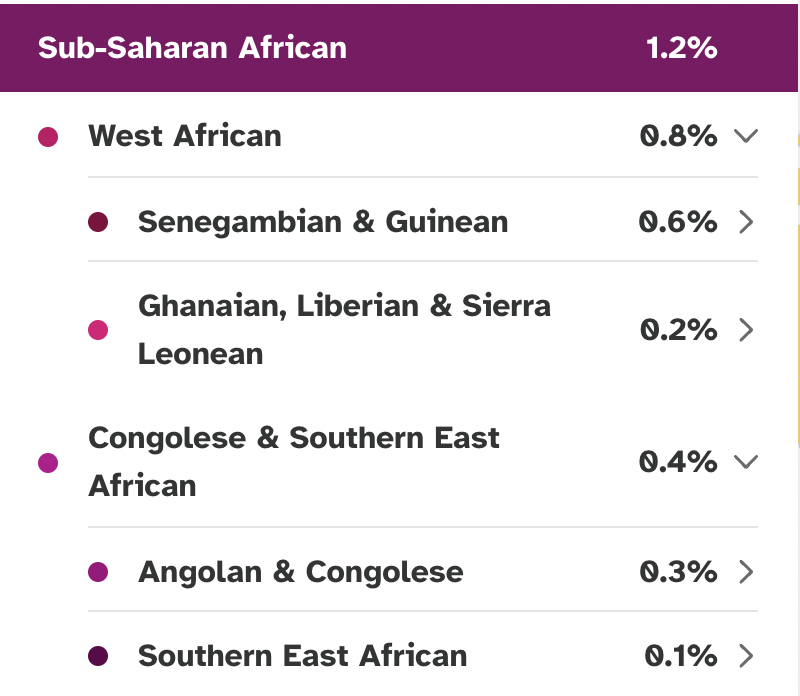 Sub-Saharan African 1.2%
West African 0.8%
Senegambian & Guinean 0.6%
Ghanaian, Liberian & Sierra
Leonean 0.2%
Congolese & Southern East
African 0.4%
Angolan & Congolese 0.3%
Southern East African 0.1%